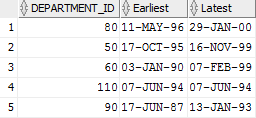 DEPARTMENT_ID Earliest Latest
1 80 11-MAY-96 29-JAN-00
2 50 17-OCT-95 16-NOV-99
3 60 03-JAN-90 07-FEB-99
4 110 07-JUN-94 07-JUN-94
5 90 17-JUN-87 13-JAN-93